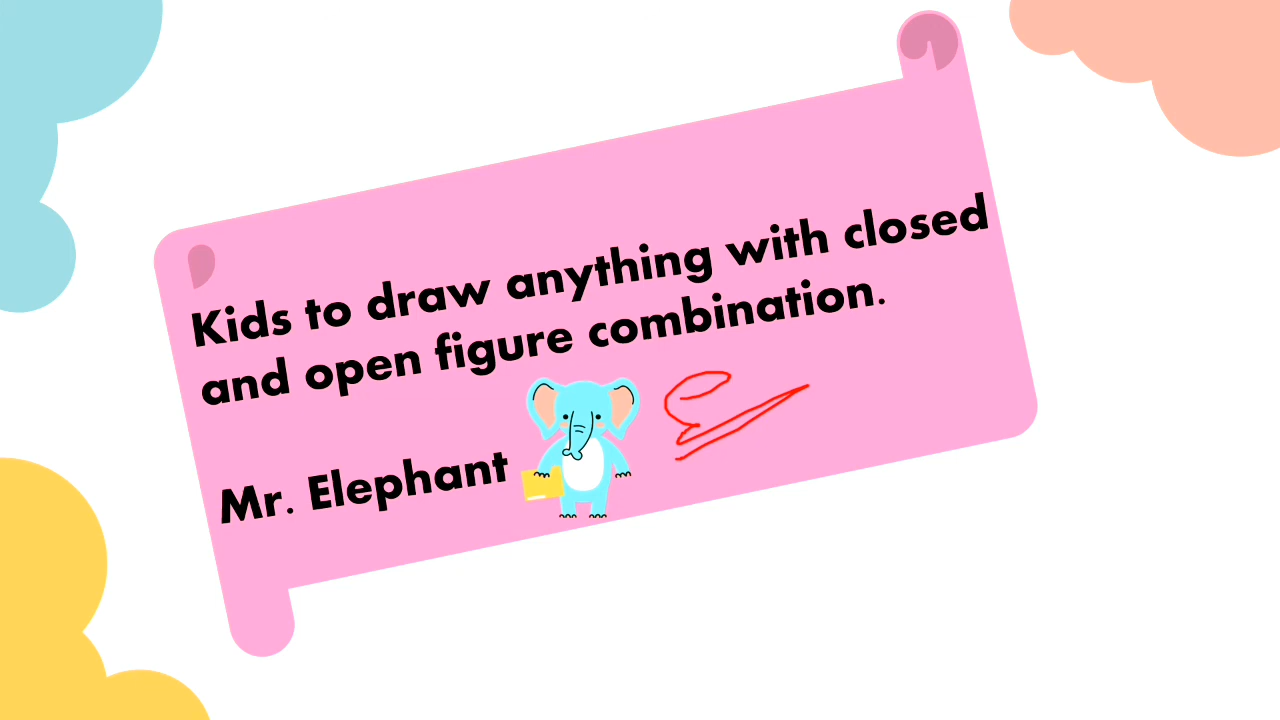 Kids to draw anything with closed
and open figure combination.
Mr. Elephant